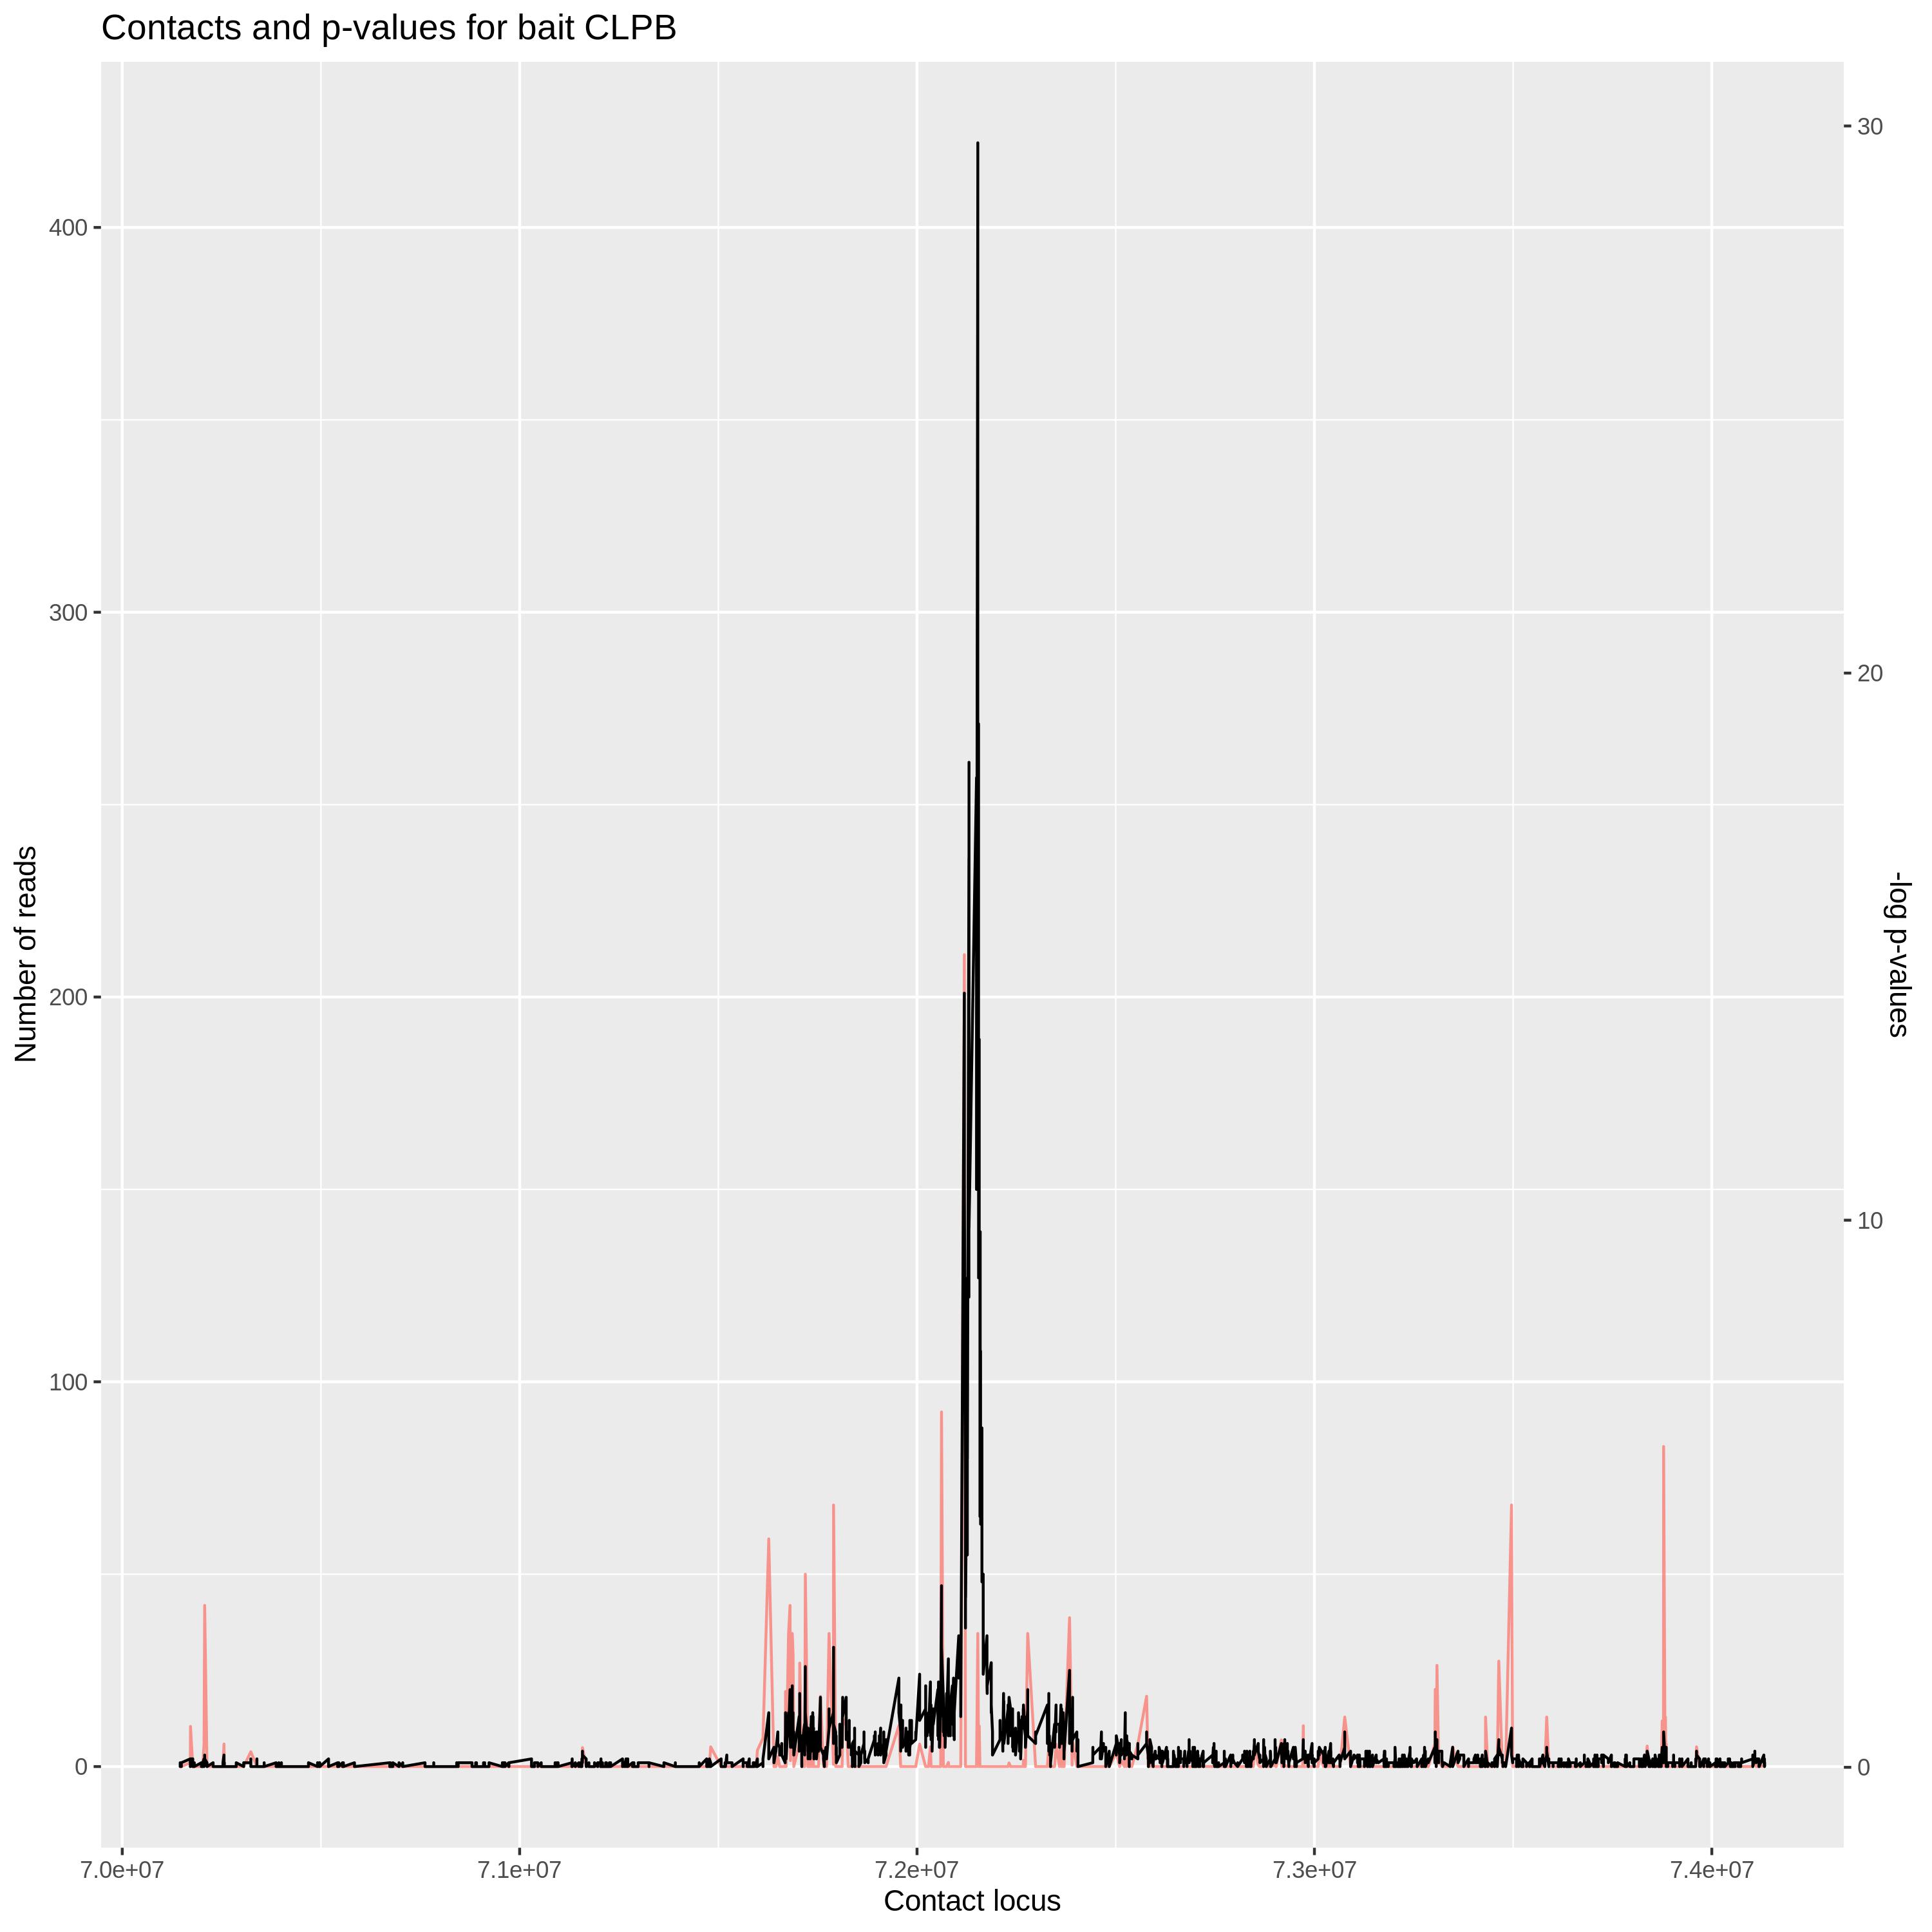 Contacts and p-values for bait CLPB
Number of reads
400
300
200
100
0
30
20
10
0
-log p-values
7.0e+07 7.1e+07 7.2e+07 7.3e+07 7.4e+07
Contact locus